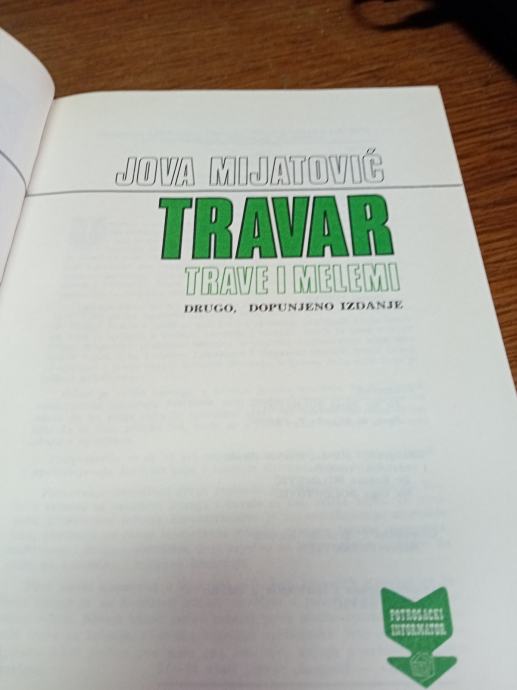 JOVA MIJATOVIĆ
TRAVAR
TRAVE I MELEMI
DRUGO, DOPUNJENO IZDANJE
POTROŠAČKI
INFORMATOR